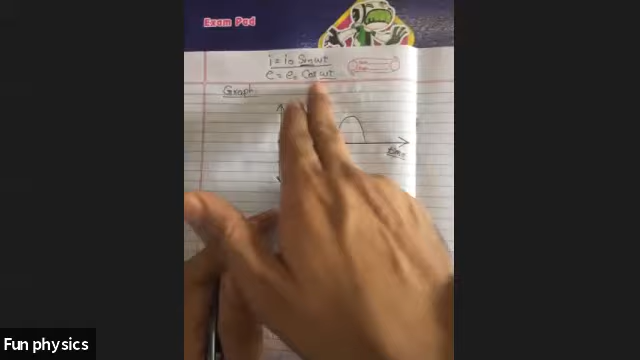 Exam Pad
i = i₀ Sinωt
e = e₀ Cosωt
Graph:
Fun physics